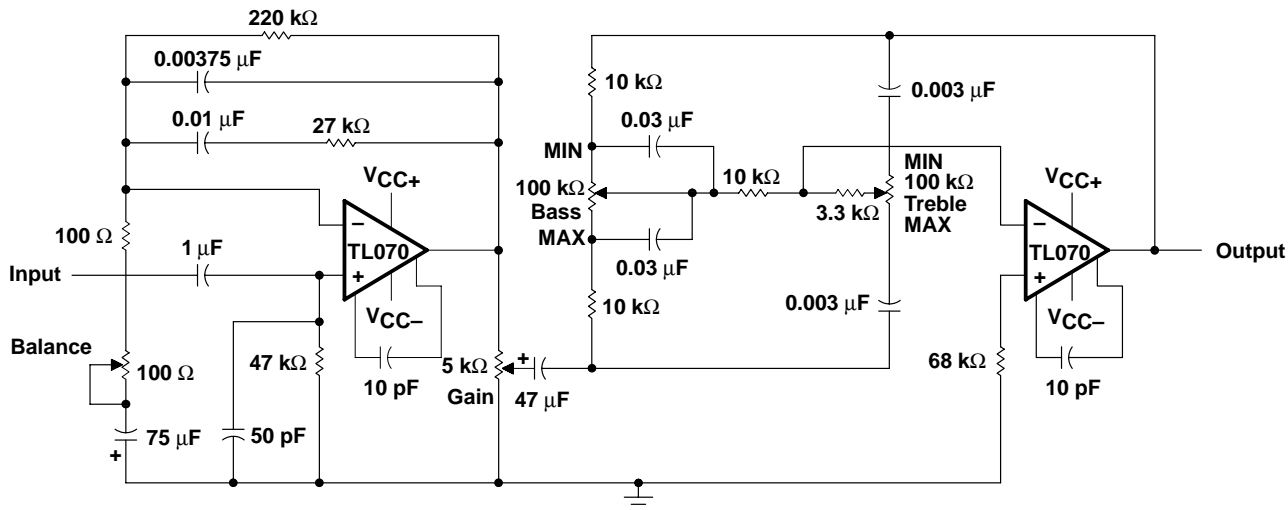 220 kΩ
0.00375 μF
0.01 μF
27 kΩ
VCC+
100 Ω
1 μF
TL070
−
+
Input
VCC−
Balance
100 Ω
47 kΩ
10 pF
5 kΩ
Gain
+
47 μF
75 μF
+
50 pF
10 kΩ
0.03 μF
0.003 μF
MIN
100 kΩ
Bass
MAX
10 kΩ
3.3 kΩ
MIN
100 kΩ
Treble
MAX
0.03 μF
10 kΩ
0.003 μF
VCC+
−
TL070
+
Output
VCC−
68 kΩ
10 pF